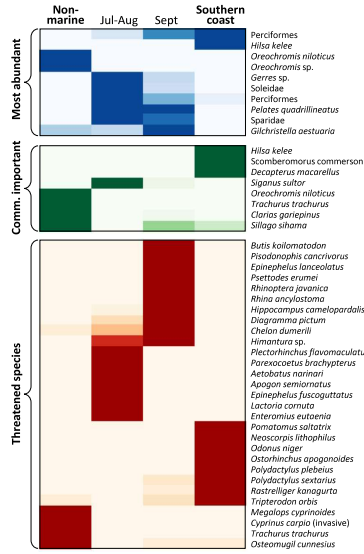 Non-
marine
Jul-Aug
Sept
Southern
coast
Most abundant
Perciformes
Hilsa kelee
Oreochromis niloticus
Oreochromis sp.
Gerres sp.
Soleidae
Perciformes
Pelates quadrillineatus
Sparidae
Gilchristella aestuaria
Comm. important
Hilsa kelee
Scomberomorus commerson
Decapterus macarellus
Siganus sutor
Oreochromis niloticus
Trachurus trachurus
Clarias gariepinus
Sillago sihama
Threatened species
Butis koilomatodon
Pisodonophis cancrivorus
Epinephelus lanceolatus
Psettodes erumei
Rhinoptera javanica
Rhina ancylostoma
Hippocampus camelopardalis
Diagramma pictum
Chelon dumerili
Himantura sp.
Plectorhinchus flavomaculatu
Parexocoetus brachypterus
Aetobatus narinari
Apogon semiornatus
Epinephelus fuscoguttatus
Lactoria cornuta
Enteromius eutaenia
Pomatomus saltatrix
Neoscorpis lithophilus
Odonus niger
Ostorhinchus apogonoides
Polydactylus plebeius
Polydactylus sextarius
Rastrelliger kanagurta
Tripterodon orbis
Megalops cyprinoides
Cyprinus carpio (invasive)
Trachurus trachurus
Osteomugil cunnesius